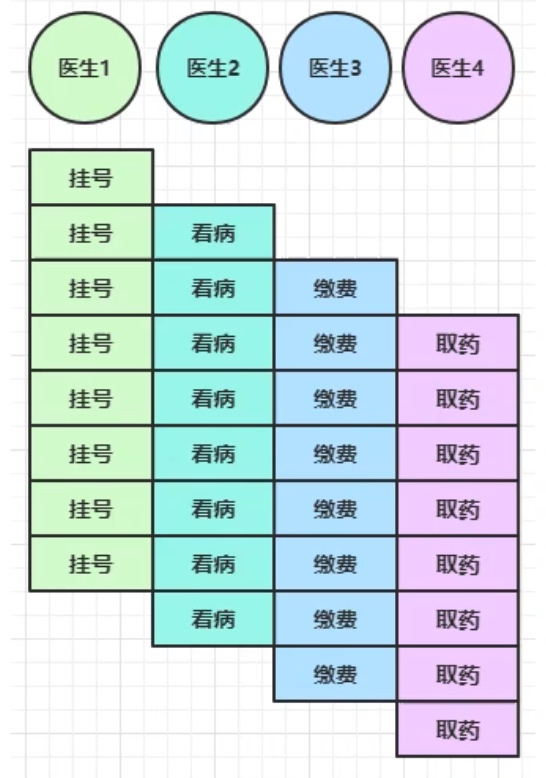 医生1 医生2 医生3 医生4
挂号
挂号 看病
挂号 看病 缴费
挂号 看病 缴费 取药
挂号 看病 缴费 取药
挂号 看病 缴费 取药
挂号 看病 缴费 取药
挂号 看病 缴费 取药
看病 缴费 取药
缴费 取药
取药